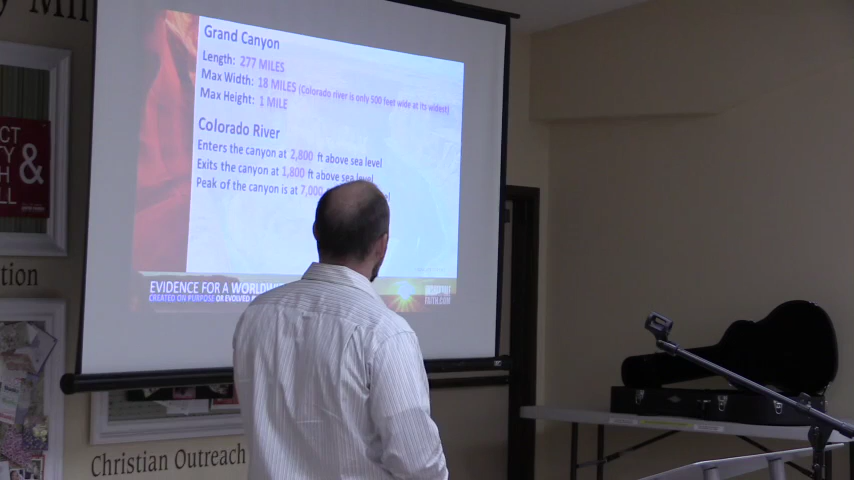 Grand Canyon
Length: 277 MILES
Max Width: 18 MILES (Colorado river is only 500 feet wide at its widest)
Max Height: 1 MILE
Colorado River
Enters the canyon at 2,800 ft above sea level
Exits the canyon at 1,800 ft above sea level
Peak of the canyon is at 7,000
EVIDENCE FOR A WORLDW
CREATED ON PURPOSE OR EVOLVED
FAITH.COM
&
Christian Outreach